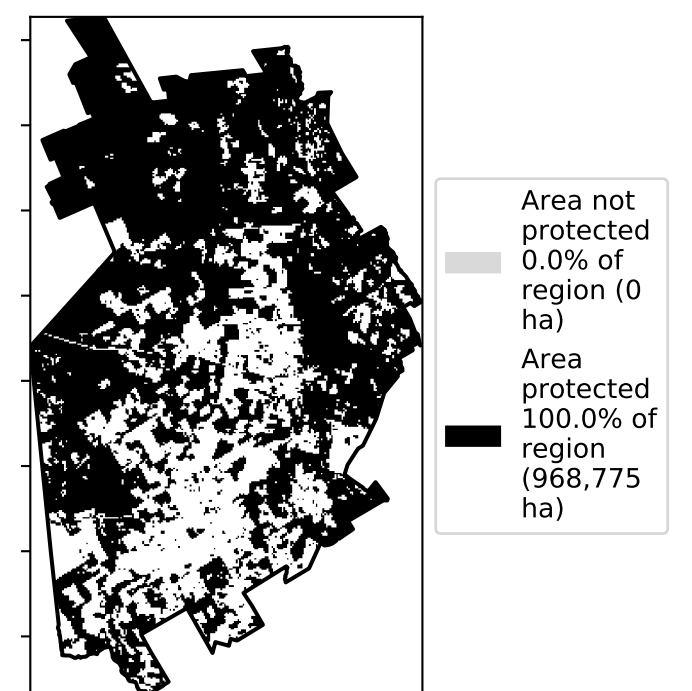 Area not
protected
0.0% of
region (0
ha)
Area
protected
100.0% of
region
(968,775
ha)